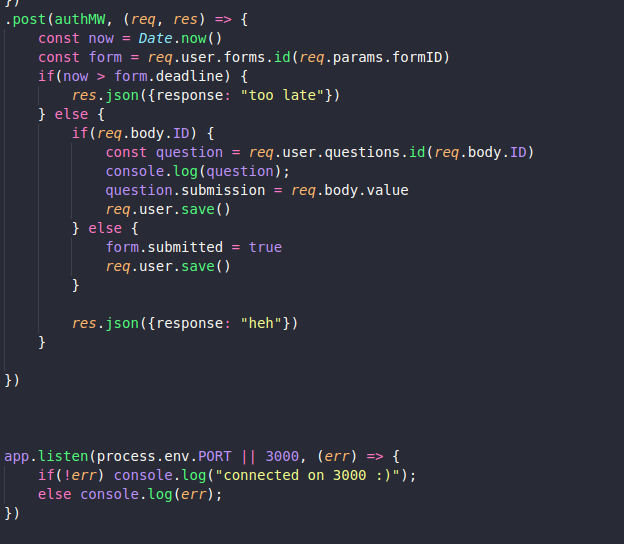 })
.post(authMW, (req, res) => {
    const now = Date.now()
    const form = req.user.forms.id(req.params.formID)
    if(now > form.deadline) {
        res.json({response: "too late"})
    } else {
        if(req.body.ID) {
            const question = req.user.questions.id(req.body.ID)
            console.log(question);
            question.submission = req.body.value
            req.user.save()
        } else {
            form.submitted = true
            req.user.save()
        }
        res.json({response: "heh"})
    }
})
app.listen(process.env.PORT || 3000, (err) => {
    if(!err) console.log("connected on 3000 :)");
    else console.log(err);
})